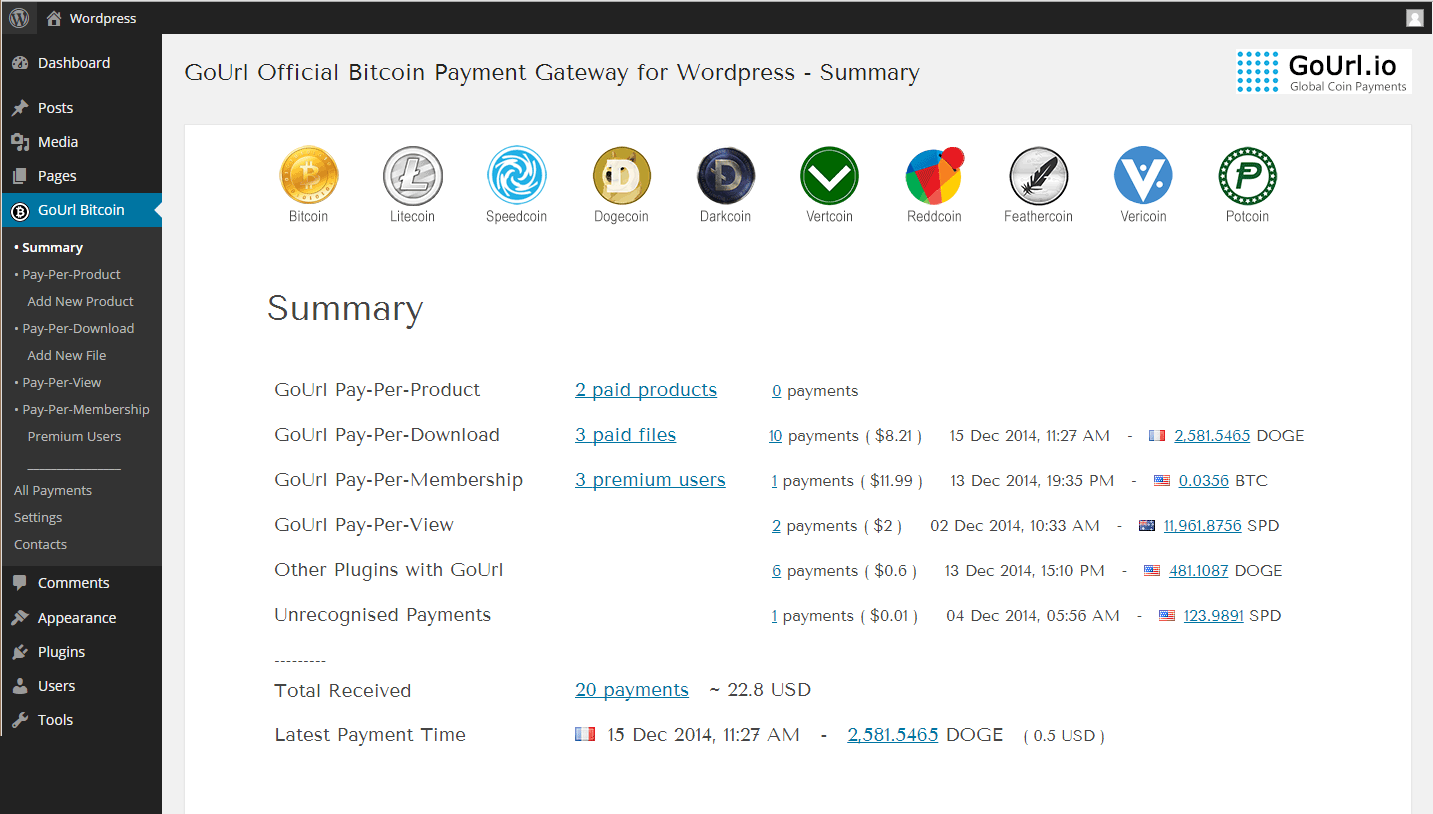 Wordpress
Dashboard
Posts
Media
Pages
GoUrl Bitcoin
• Summary
• Pay-Per-Product
Add New Product
• Pay-Per-Download
Add New File
• Pay-Per-View
• Pay-Per-Membership
Premium Users
All Payments
Settings
Contacts
Comments
Appearance
Plugins
Users
Tools
GoUrl Official Bitcoin Payment Gateway for Wordpress - Summary
GoUrl.io
Global Coin Payments
Bitcoin Litecoin Speedcoin Dogecoin Darkcoin Vertcoin Reddcoin Feathercoin Vericoin Potcoin
Summary
GoUrl Pay-Per-Product 2 paid products 0 payments
GoUrl Pay-Per-Download 3 paid files 10 payments ( $8.21 ) 15 Dec 2014, 11:27 AM - 2,581.5465 DOGE
GoUrl Pay-Per-Membership 3 premium users 1 payments ( $11.99 ) 13 Dec 2014, 19:35 PM - 0.0356 BTC
GoUrl Pay-Per-View 2 payments ( $2 ) 02 Dec 2014, 10:33 AM - 11,961.8756 SPD
Other Plugins with GoUrl 6 payments ( $0.6 ) 13 Dec 2014, 15:10 PM - 481.1087 DOGE
Unrecognised Payments 1 payments ( $0.01 ) 04 Dec 2014, 05:56 AM - 123.9891 SPD
---------
Total Received 20 payments ~ 22.8 USD
Latest Payment Time 15 Dec 2014, 11:27 AM - 2,581.5465 DOGE ( 0.5 USD )